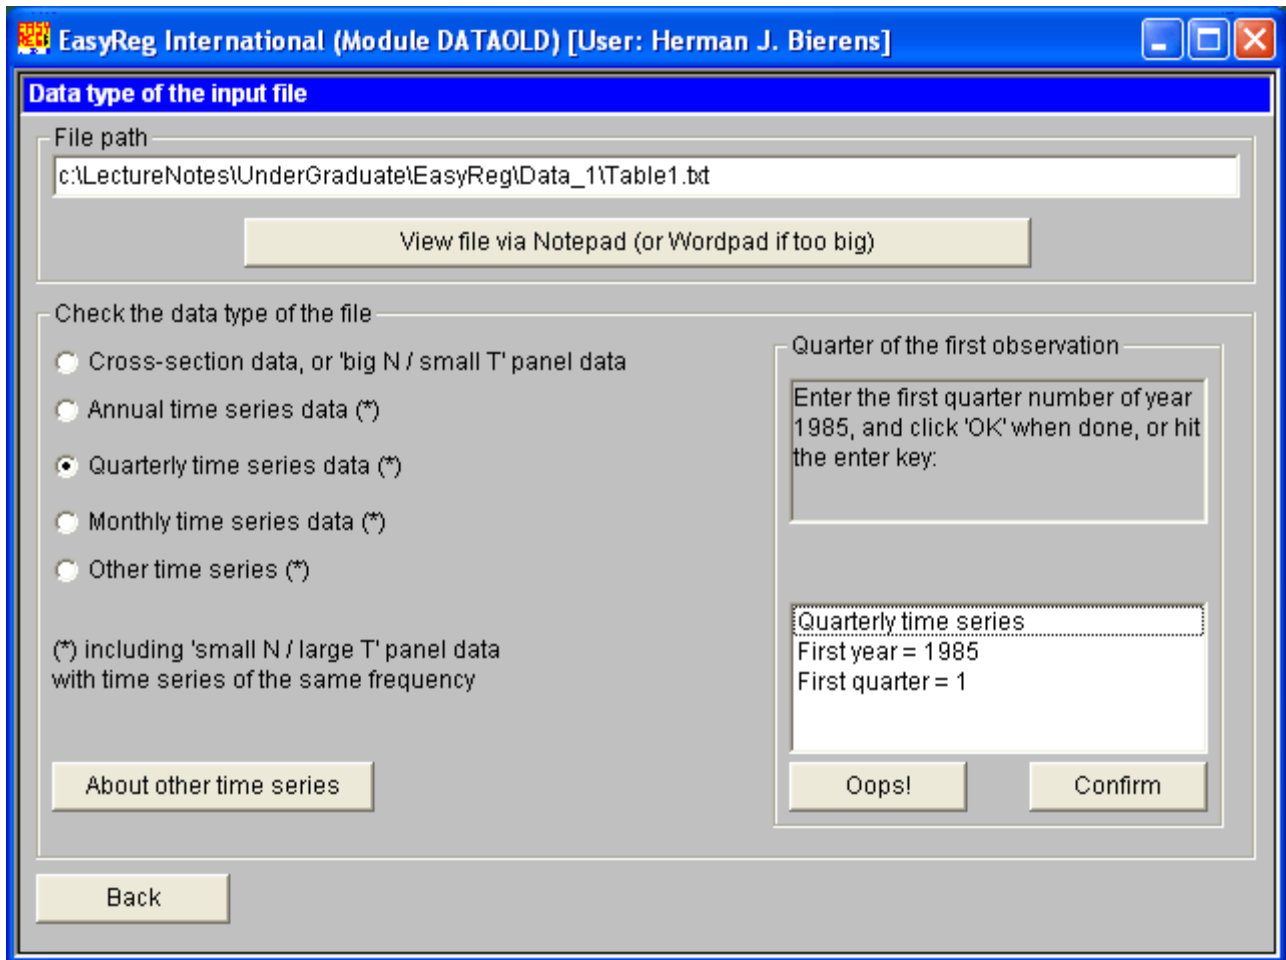 EasyReg International (Module DATAOLD) [User: Herman J. Bierens]
Data type of the input file
File path
c:\LectureNotes\UnderGraduate\EasyReg\Data_1\Table1.txt
View file via Notepad (or Wordpad if too big)
Check the data type of the file
Cross-section data, or 'big N / small T' panel data
Annual time series data (*)
Quarterly time series data (*)
Monthly time series data (*)
Other time series (*)
(*) including 'small N / large T' panel data
with time series of the same frequency
About other time series
Quarter of the first observation
Enter the first quarter number of year
1985, and click 'OK' when done, or hit
the enter key:
Quarterly time series
First year = 1985
First quarter = 1
Oops!
Confirm
Back